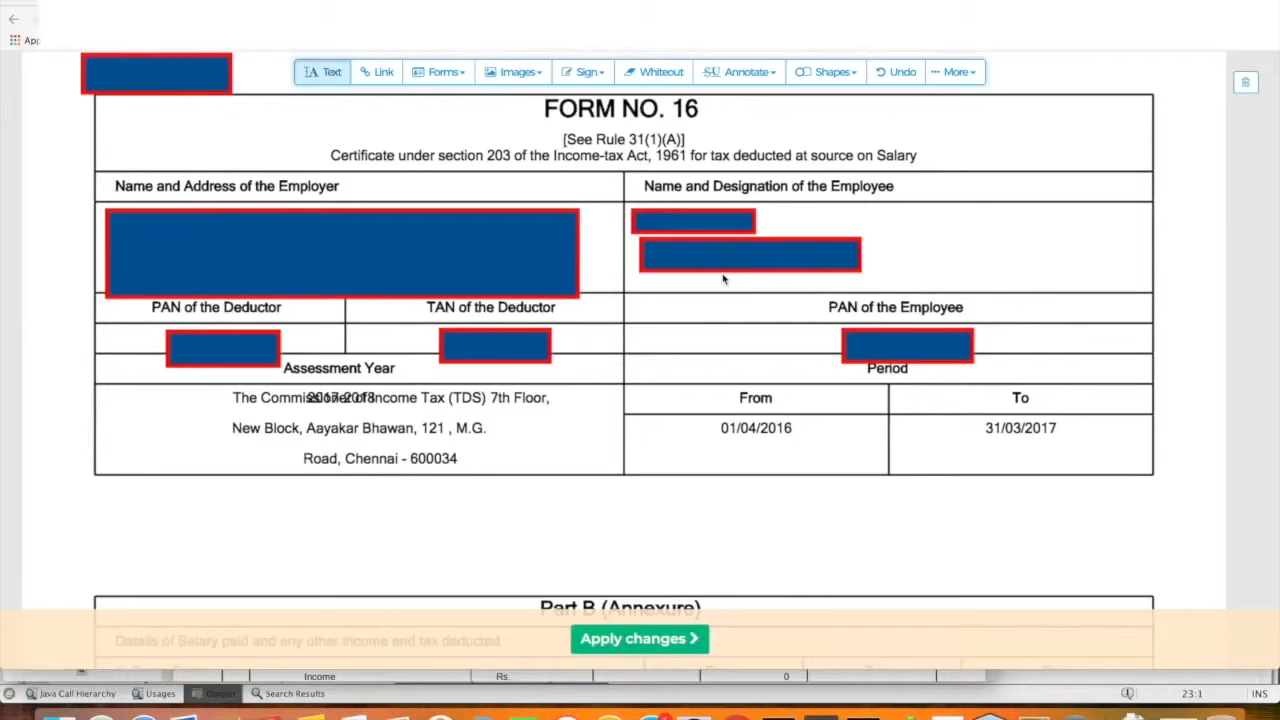 App
Text Link Forms Images Sign Whiteout Annotate Shapes Undo More
FORM NO. 16
[See Rule 31(1)(A)]
Certificate under section 203 of the Income-tax Act, 1961 for tax deducted at source on Salary
Name and Address of the Employer Name and Designation of the Employee
PAN of the Deductor TAN of the Deductor PAN of the Employee
Assessment Year Period
2017-2018
The Commissioner of Income Tax (TDS) 7th Floor, From To
New Block, Aayakar Bhawan, 121 , M.G. 01/04/2016 31/03/2017
Road, Chennai - 600034
Part B (Annexure)
Details of Salary paid and any other income and tax deducted
Apply changes
Income Rs. 0
Java Call Hierarchy Usages Output Search Results 23:1 INS